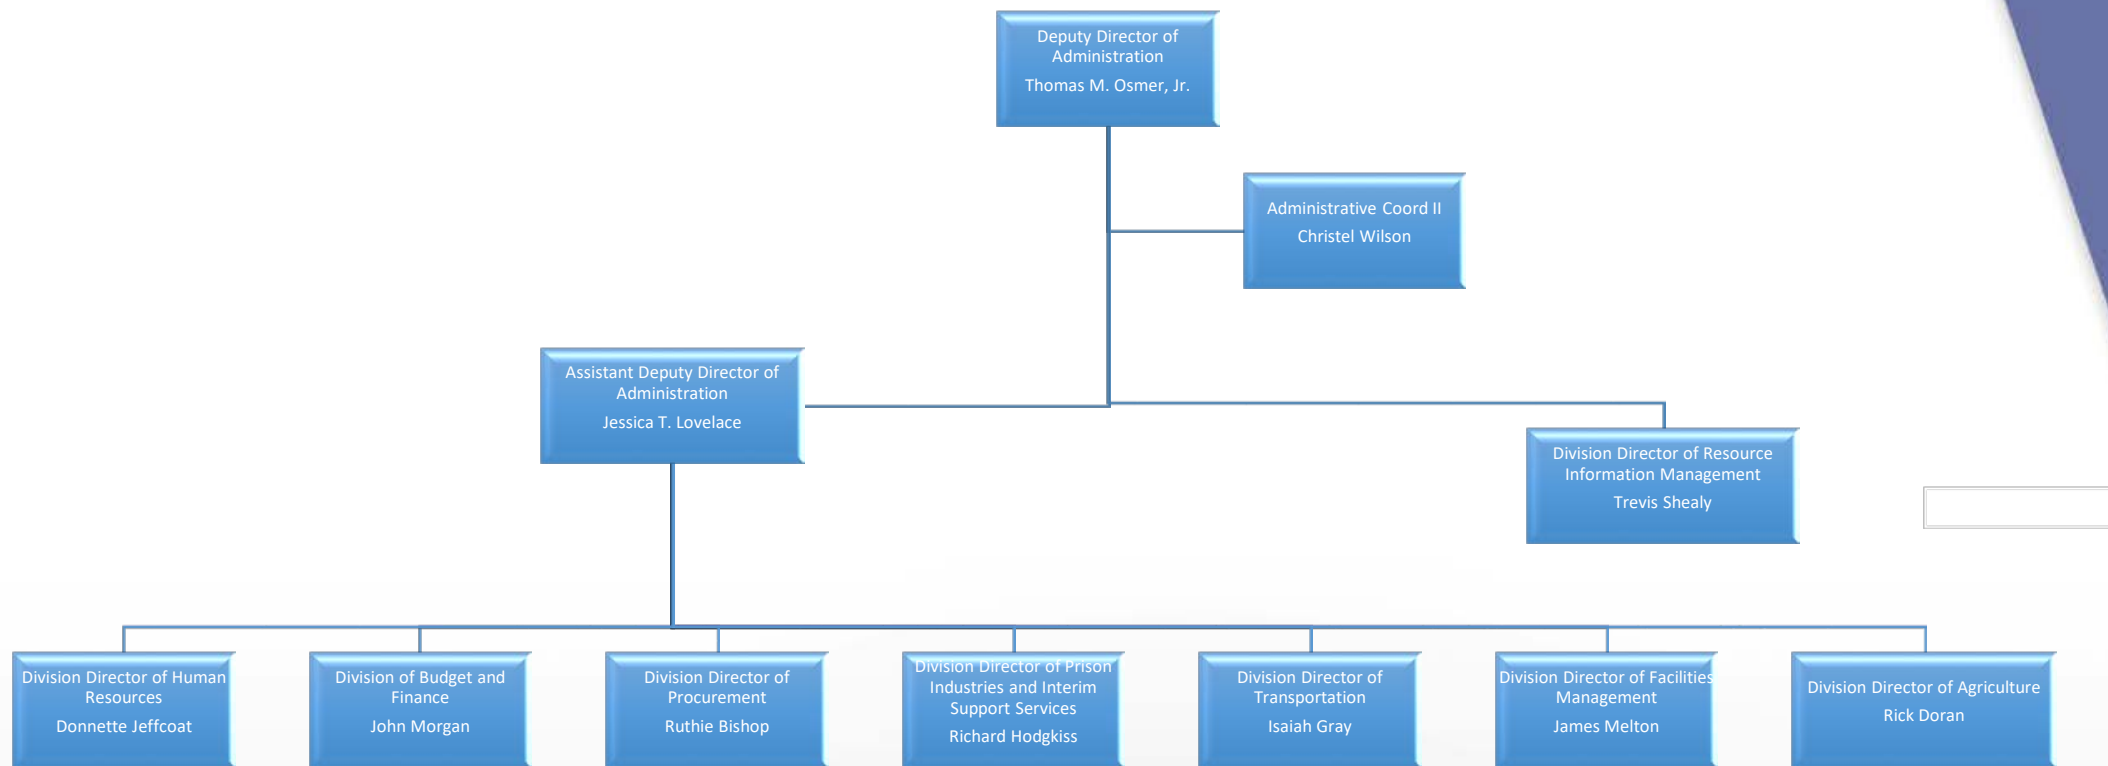 Deputy Director of
Administration
Thomas M. Osmer, Jr.
Administrative Coord II
Christel Wilson
Assistant Deputy Director of
Administration
Jessica T. Lovelace
Division Director of Resource
Information Management
Trevis Shealy
Division Director of Human
Resources
Donnette Jeffcoat
Division of Budget and
Finance
John Morgan
Division Director of
Procurement
Ruthie Bishop
Division Director of Prison
Industries and Interim
Support Services
Richard Hodgkiss
Division Director of
Transportation
Isaiah Gray
Division Director of Facilities
Management
James Melton
Division Director of Agriculture
Rick Doran